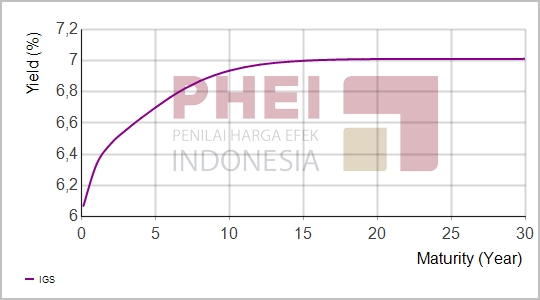 Yield (%)
7,2
7
6,8
6,6
6,4
6,2
6
PHEI
PENILAI HARGA EFEK
INDONESIA
0 5 10 15 20 25 30
Maturity (Year)
IGS